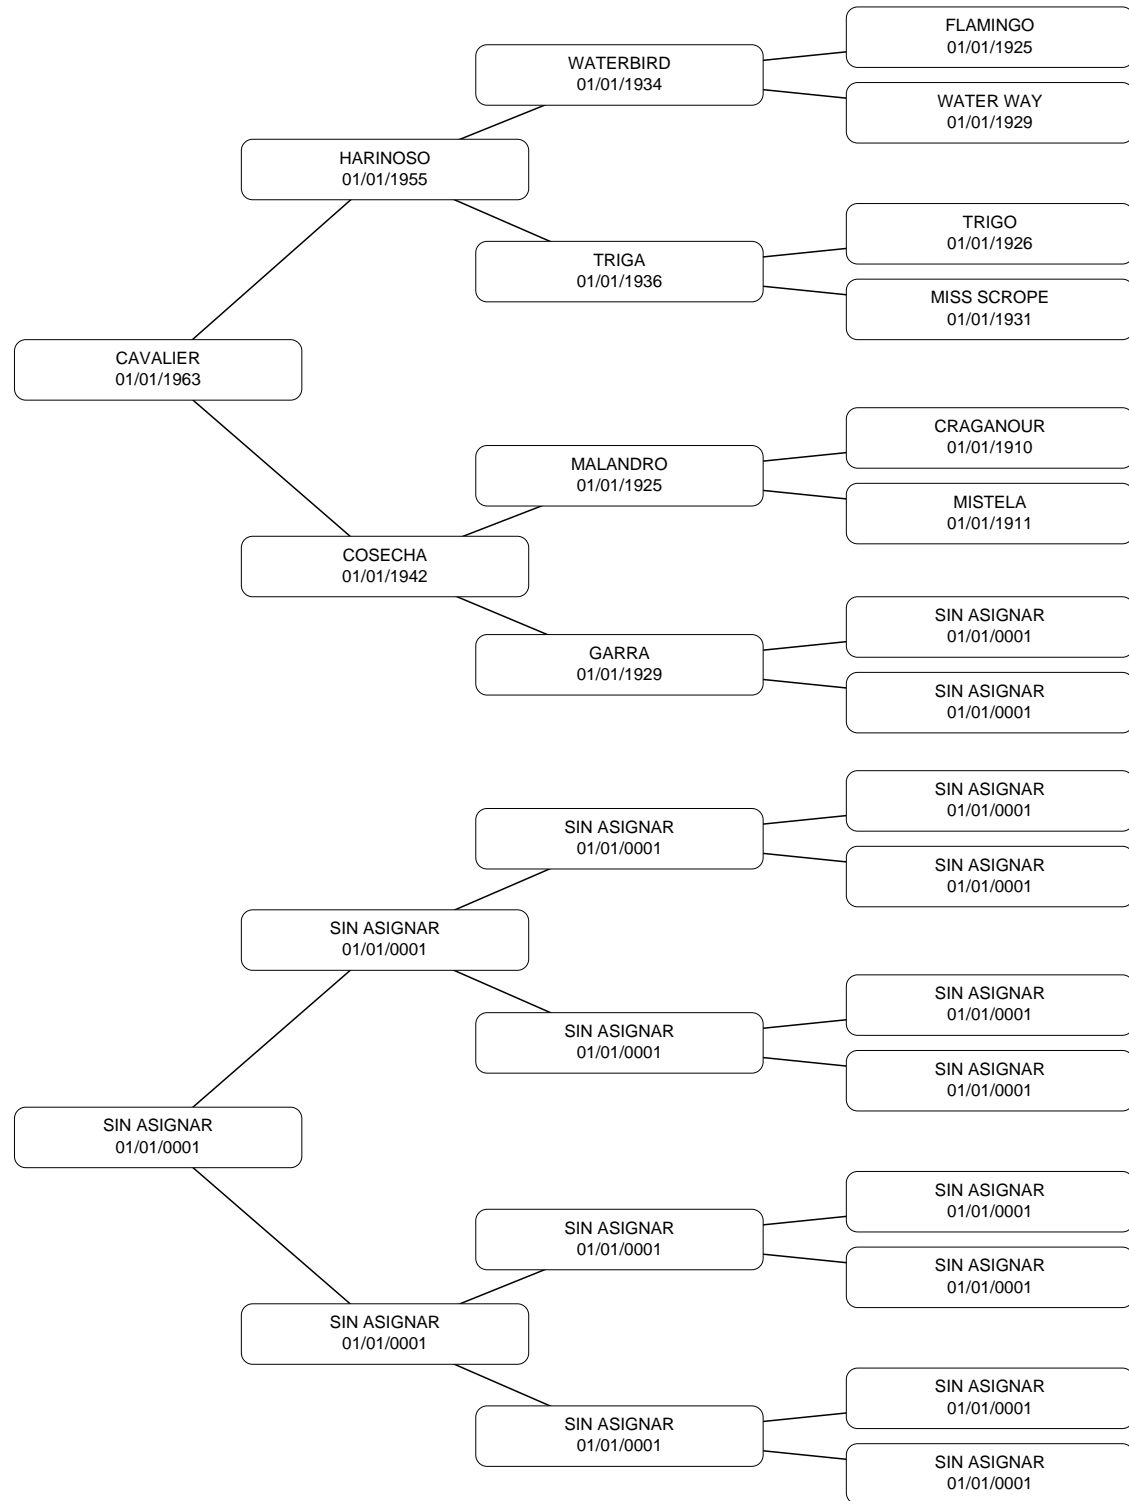 FLAMINGO
01/01/1925
WATERBIRD
01/01/1934
WATER WAY
01/01/1929
HARINOSO
01/01/1955
TRIGO
01/01/1926
TRIGA
01/01/1936
MISS SCROPE
01/01/1931
CAVALIER
01/01/1963
CRAGANOUR
01/01/1910
MALANDRO
01/01/1925
MISTELA
01/01/1911
COSECHA
01/01/1942
SIN ASIGNAR
01/01/0001
GARRA
01/01/1929
SIN ASIGNAR
01/01/0001
SIN ASIGNAR
01/01/0001
SIN ASIGNAR
01/01/0001
SIN ASIGNAR
01/01/0001
SIN ASIGNAR
01/01/0001
SIN ASIGNAR
01/01/0001
SIN ASIGNAR
01/01/0001
SIN ASIGNAR
01/01/0001
SIN ASIGNAR
01/01/0001
SIN ASIGNAR
01/01/0001
SIN ASIGNAR
01/01/0001
SIN ASIGNAR
01/01/0001
SIN ASIGNAR
01/01/0001
SIN ASIGNAR
01/01/0001
SIN ASIGNAR
01/01/0001
SIN ASIGNAR
01/01/0001